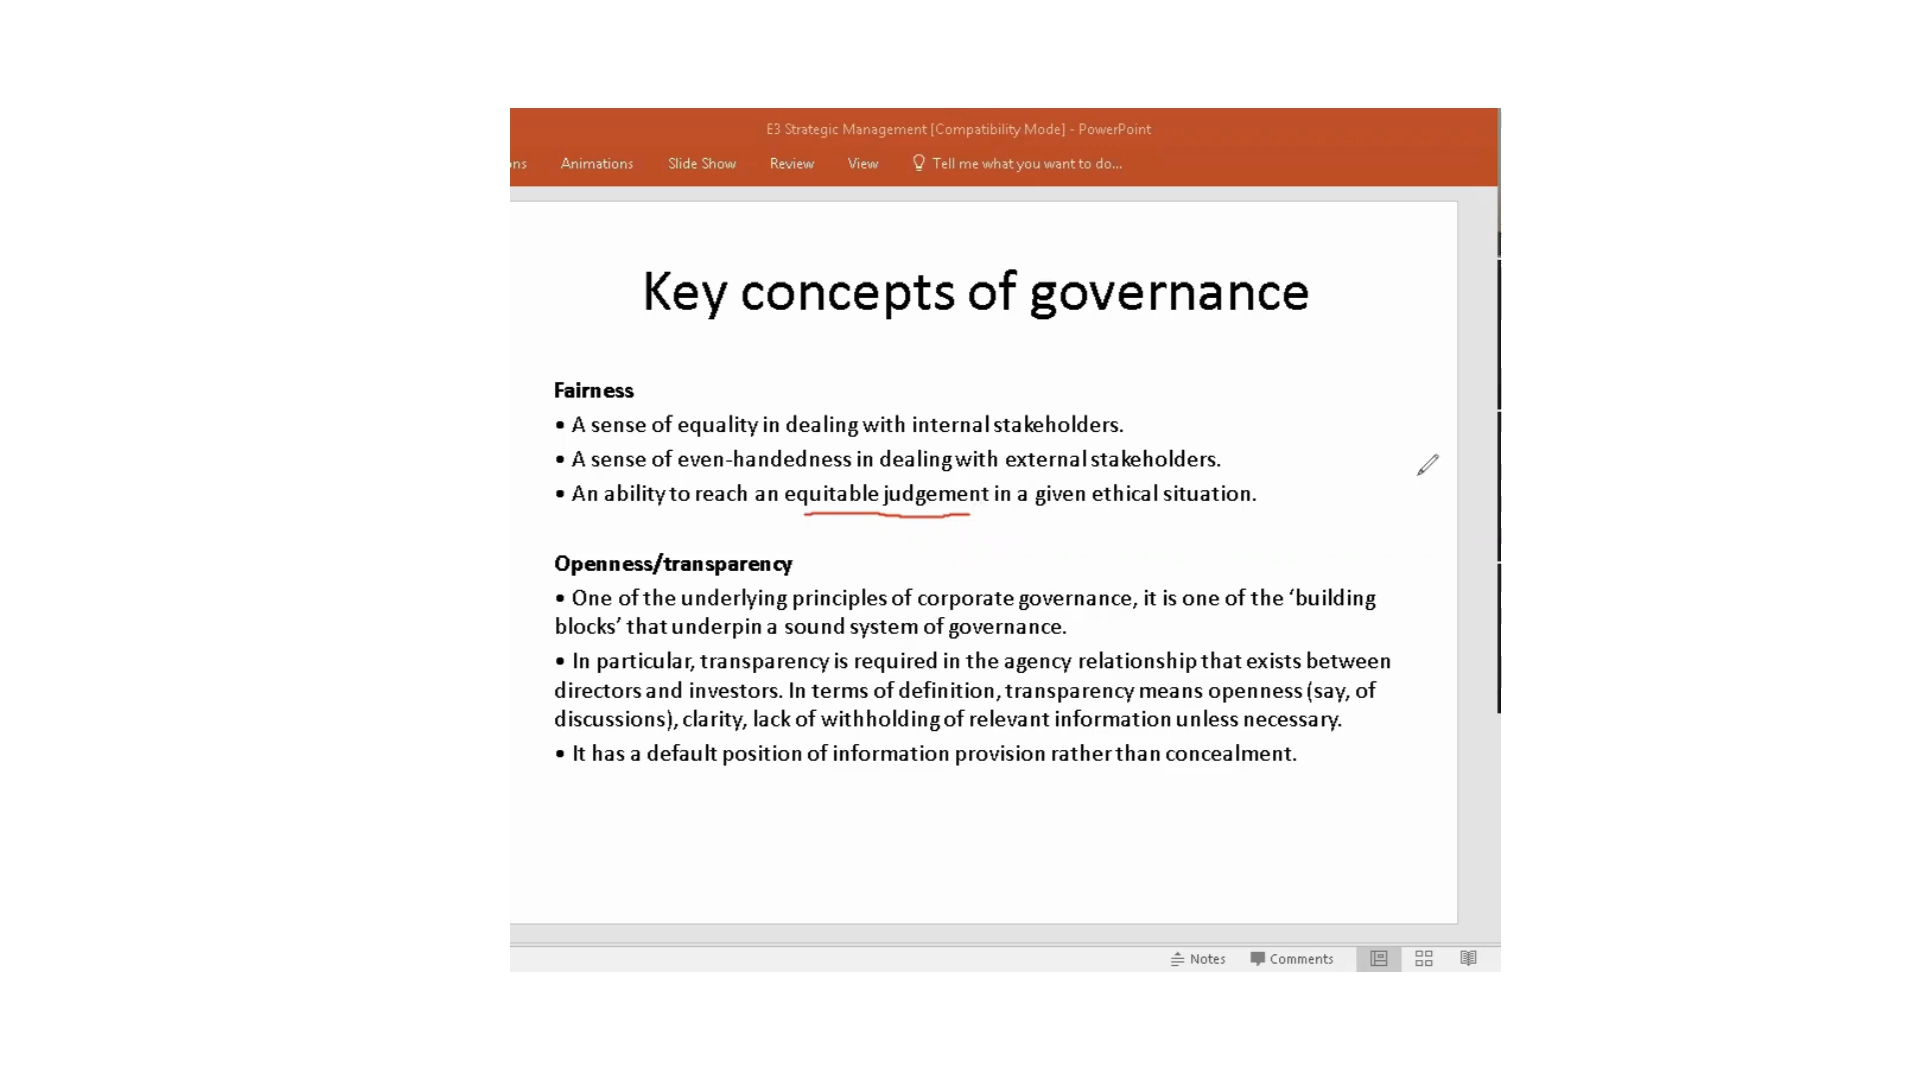 E3 Strategic Management [Compatibility Mode] - PowerPoint
ns Animations Slide Show Review View Tell me what you want to do...
Key concepts of governance
Fairness
• A sense of equality in dealing with internal stakeholders.
• A sense of even-handedness in dealing with external stakeholders.
• An ability to reach an equitable judgement in a given ethical situation.
Openness/transparency
• One of the underlying principles of corporate governance, it is one of the ‘building
blocks’ that underpin a sound system of governance.
• In particular, transparency is required in the agency relationship that exists between
directors and investors. In terms of definition, transparency means openness (say, of
discussions), clarity, lack of withholding of relevant information unless necessary.
• It has a default position of information provision rather than concealment.
Notes Comments